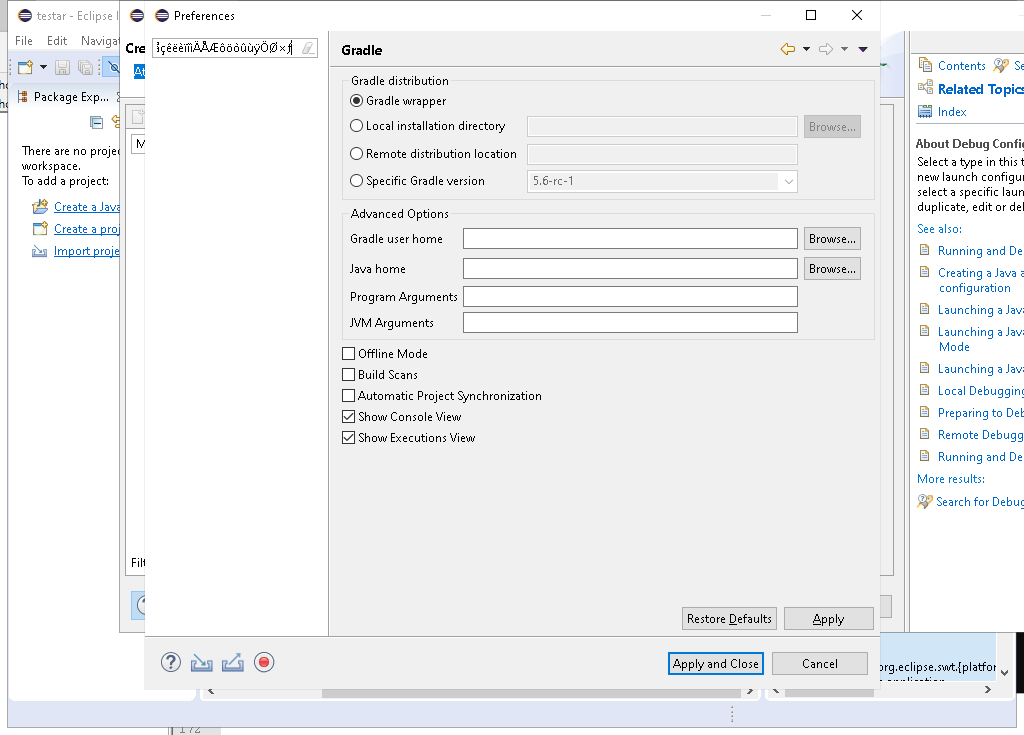 testar - Eclipse I
Preferences
File Edit Navigat
Package Exp...
There are no projec
workspace.
To add a project:
Create a Java
Create a proj
Import proje
Cre
M
Filt
Gradle
Gradle distribution
Gradle wrapper
Local installation directory
Browse...
Remote distribution location
Specific Gradle version
5.6-rc-1
Advanced Options
Gradle user home
Browse...
Java home
Browse...
Program Arguments
JVM Arguments
Offline Mode
Build Scans
Automatic Project Synchronization
Show Console View
Show Executions View
Restore Defaults
Apply
Apply and Close
Cancel
Contents Se
Related Topics
Index
About Debug Config
Select a type in this t
new launch configur
select a specific laun
duplicate, edit or del
See also:
Running and De
Creating a Java a
configuration
Launching a Java
Launching a Java
Mode
Launching a Java
Local Debugging
Preparing to Deb
Remote Debugg
Running and De
More results:
Search for Debug
org.eclipse.swt.{platfor
172